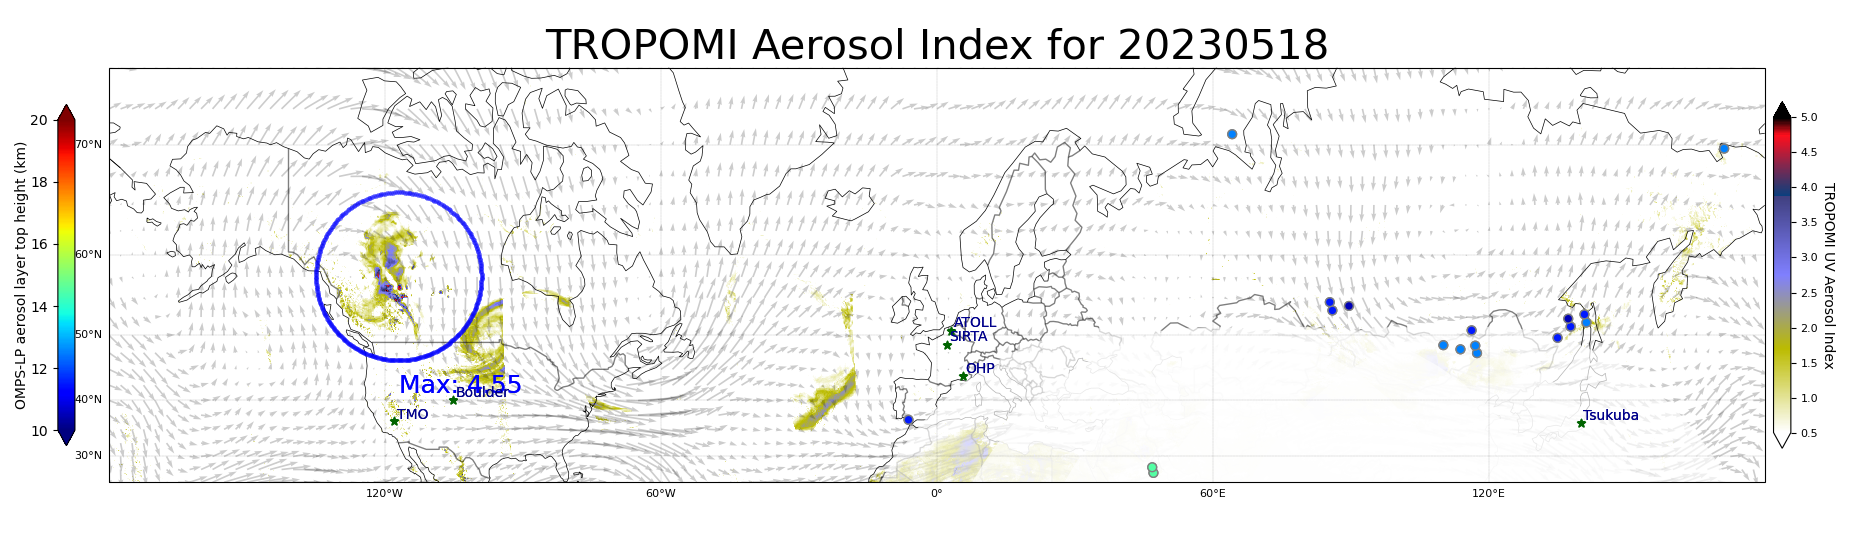 TROPOMI Aerosol Index for 20230518
OMPS-LP aerosol layer top height (km)
20
18
16
14
12
10
70°N
60°N
50°N
40°N
30°N
120°W
60°W
0°
60°E
120°E
Max: 4.55
Boulder
TMO
ATOLL
SIRTA
OHP
Tsukuba
5.0
4.5
4.0
3.5
3.0
2.5
2.0
1.5
1.0
0.5
TROPOMI UV Aerosol Index